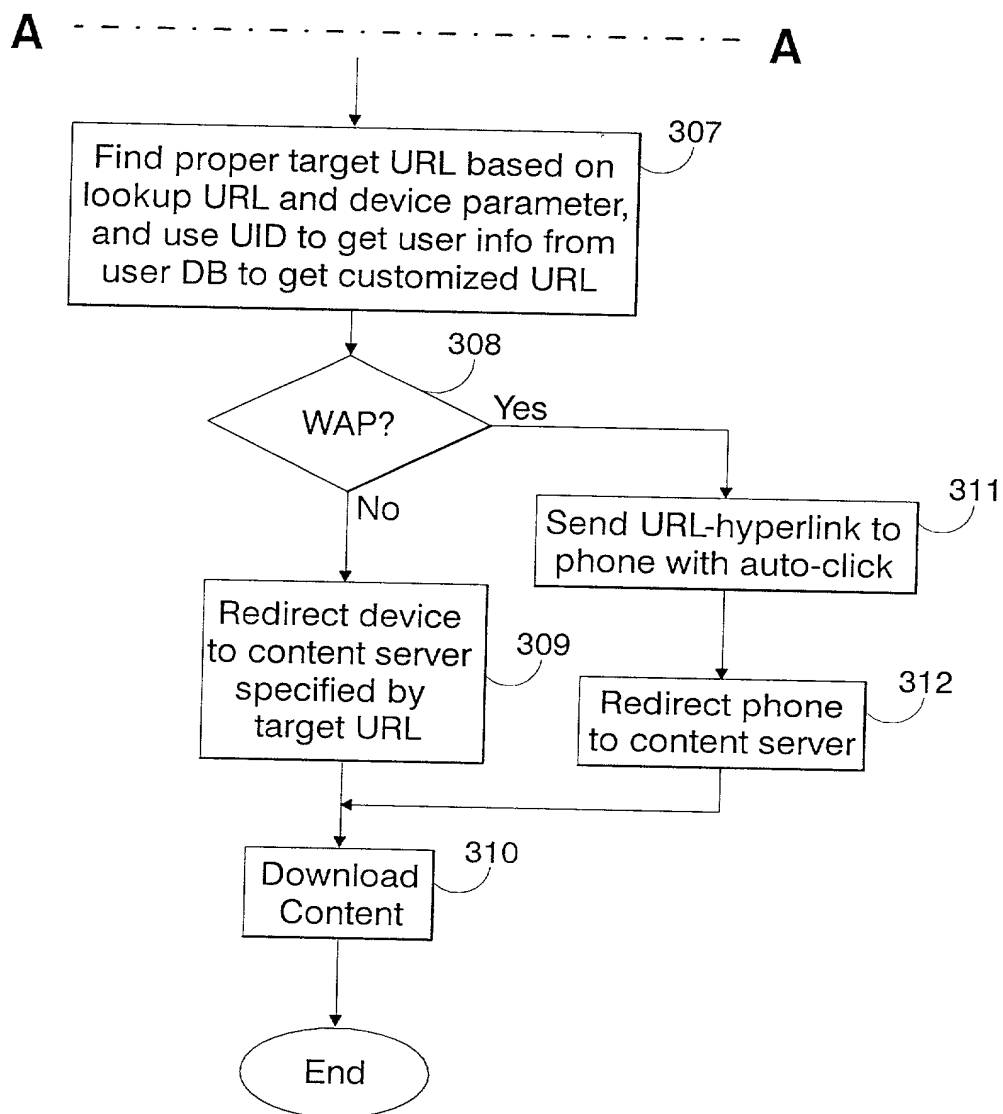 A
A
307
Find proper target URL based on
lookup URL and device parameter,
and use UID to get user info from
user DB to get customized URL
308
WAP?
Yes
No
311
Send URL-hyperlink to
phone with auto-click
Redirect device
to content server
specified by
target URL
309
312
Redirect phone
to content server
310
Download
Content
End